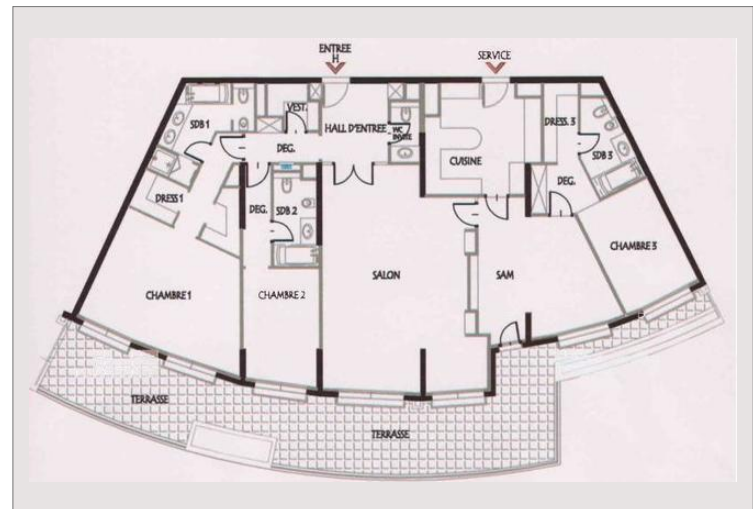 ENTREE
H
SERVICE
SDB 1
VEST.
HALL D'ENTREE
WC
INVITE
DRESS. 3
DEG.
CUISINE
SDB 3
DRESS 1
DEG.
SDB 2
DEG.
SALON
SAM
CHAMBRE 3
CHAMBRE 1
CHAMBRE 2
TERRASSE
TERRASSE